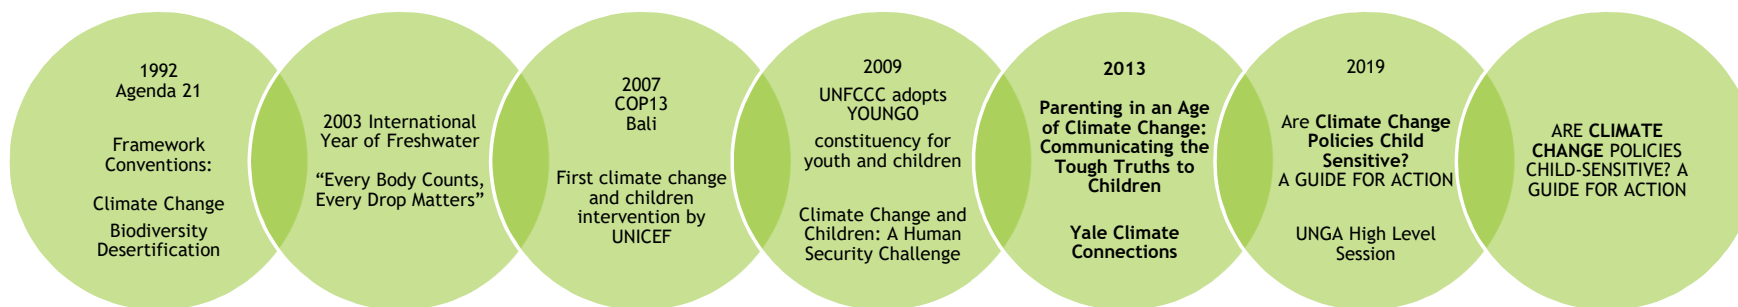 1992
Agenda 21
Framework
Conventions:
Climate Change
Biodiversity
Desertification
2003 International
Year of Freshwater
“Every Body Counts,
Every Drop Matters”
2007
COP13
Bali
First climate change
and children
intervention by
UNICEF
2009
UNFCCC adopts
YOUNGO
constituency for
youth and children
Climate Change and
Children: A Human
Security Challenge
2013
Parenting in an Age
of Climate Change:
Communicating the
Tough Truths to
Children
Yale Climate
Connections
2019
Are Climate Change
Policies Child
Sensitive?
A GUIDE FOR ACTION
UNGA High Level
Session
ARE CLIMATE
CHANGE POLICIES
CHILD-SENSITIVE? A
GUIDE FOR ACTION